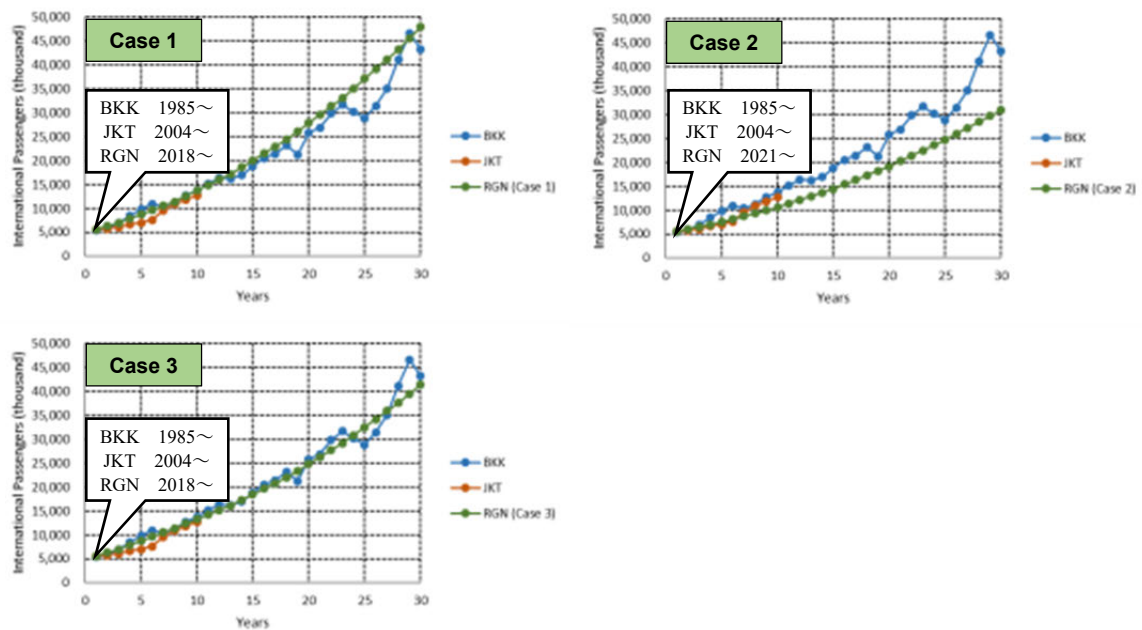 Case 1
International Passengers (thousand)
50,000
45,000
40,000
35,000
30,000
25,000
20,000
15,000
10,000
5,000
0
BKK 1985～
JKT 2004～
RGN 2018～
0 5 10 15 20 25 30
Years
BKK
JKT
RGN (Case 1)
Case 2
International Passengers (thousand)
50,000
45,000
40,000
35,000
30,000
25,000
20,000
15,000
10,000
5,000
0
BKK 1985～
JKT 2004～
RGN 2021～
0 5 10 15 20 25 30
Years
BKK
JKT
RGN (Case 2)
Case 3
International Passengers (thousand)
50,000
45,000
40,000
35,000
30,000
25,000
20,000
15,000
10,000
5,000
0
BKK 1985～
JKT 2004～
RGN 2018～
0 5 10 15 20 25 30
Years
BKK
JKT
RGN (Case 3)